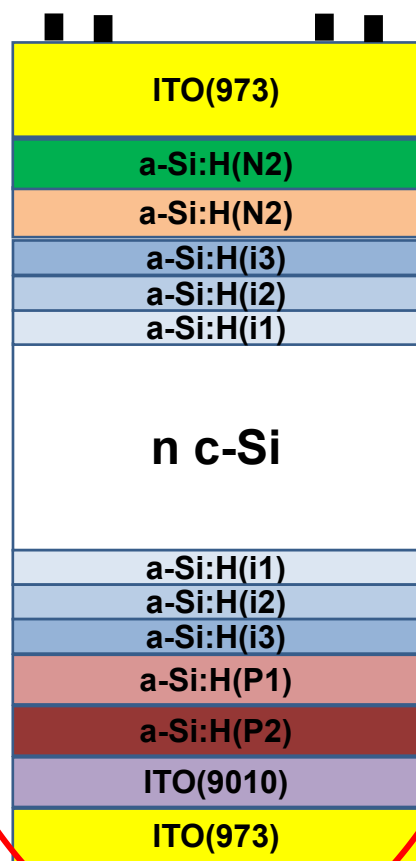 ITO(973)
a-Si:H(N2)
a-Si:H(N2)
a-Si:H(i3)
a-Si:H(i2)
a-Si:H(i1)
n c-Si
a-Si:H(i1)
a-Si:H(i2)
a-Si:H(i3)
a-Si:H(P1)
a-Si:H(P2)
ITO(9010)
ITO(973)